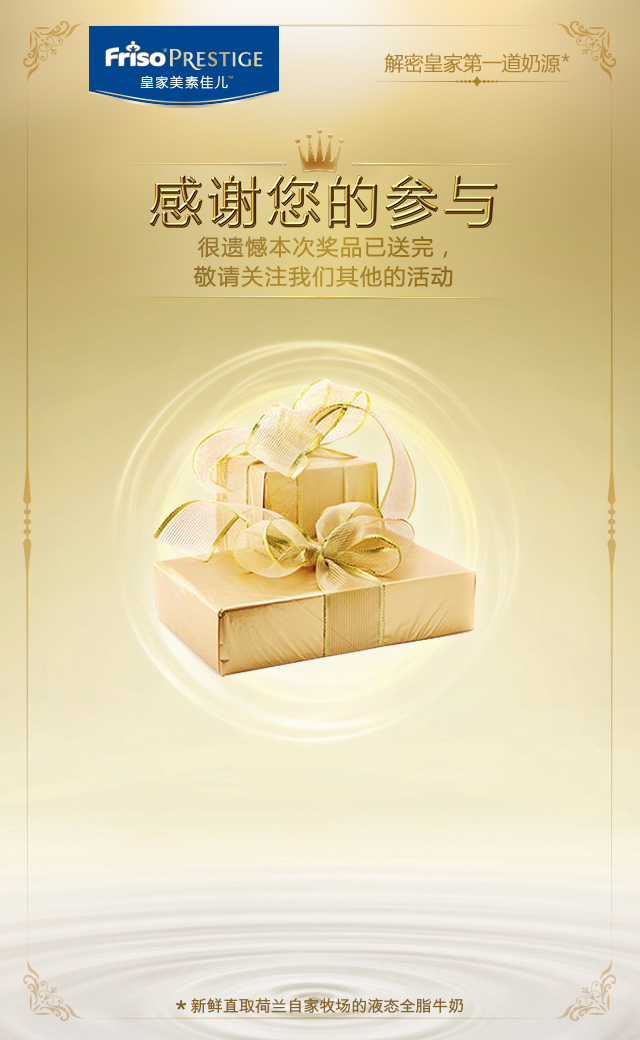 Friso®PRESTIGE
皇家美素佳儿™
解密皇家第一道奶源*
感谢您的参与
很遗憾本次奖品已送完，
敬请关注我们其他的活动
*新鲜直取荷兰自家牧场的液态全脂牛奶